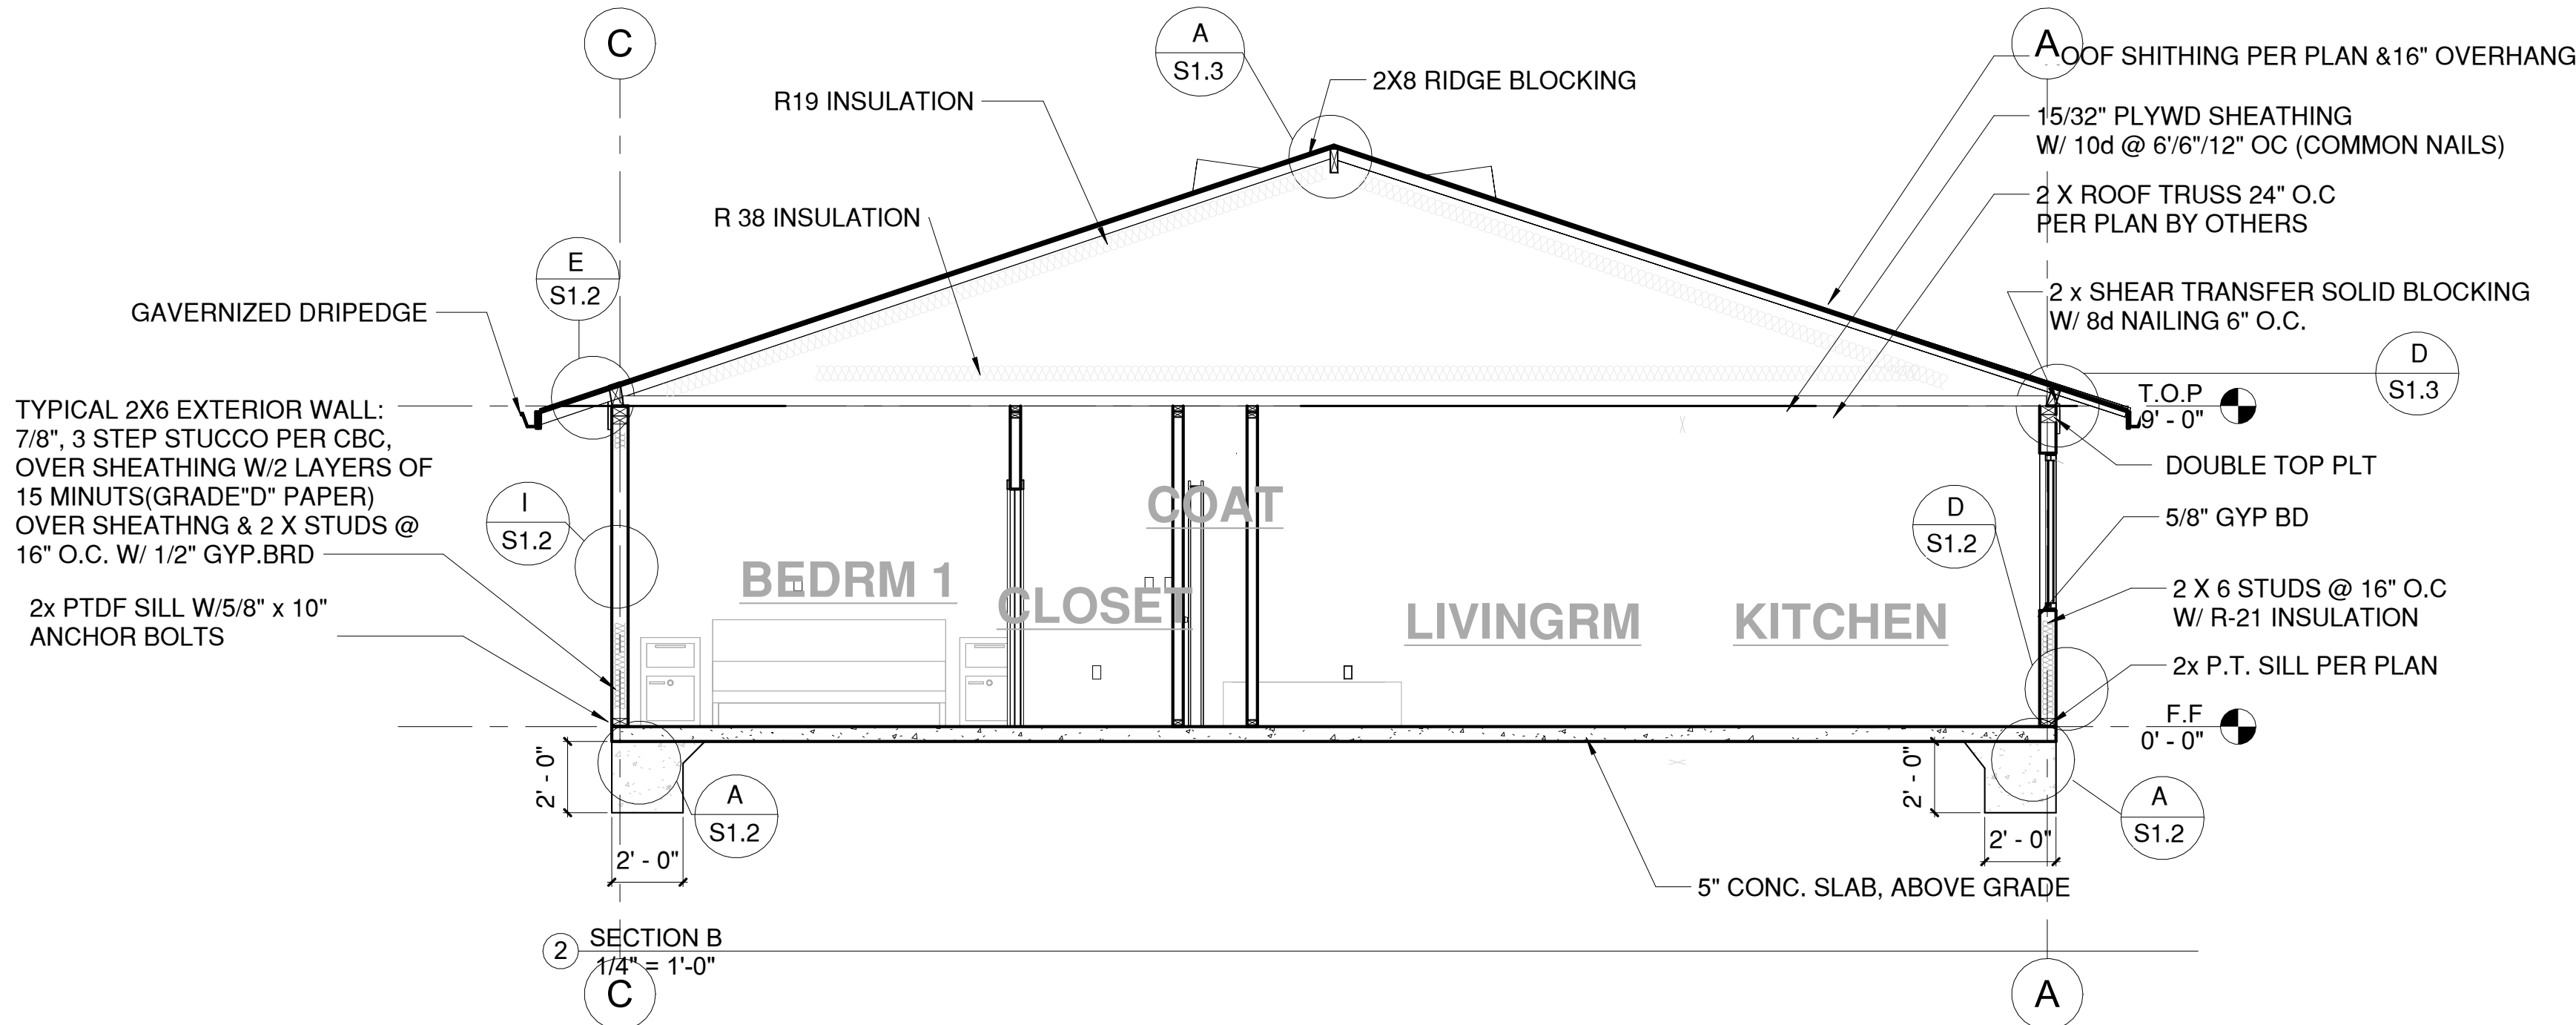 C
A
S1.3
A
OOF SHITHING PER PLAN &16" OVERHANG
2X8 RIDGE BLOCKING
R19 INSULATION
15/32" PLYWD SHEATHING
W/ 10d @ 6'/6"/12" OC (COMMON NAILS)
R 38 INSULATION
2 X ROOF TRUSS 24" O.C
PER PLAN BY OTHERS
E
S1.2
2 x SHEAR TRANSFER SOLID BLOCKING
W/ 8d NAILING 6" O.C.
GAVERNIZED DRIPEDGE
D
S1.3
T.O.P
9' - 0"
TYPICAL 2X6 EXTERIOR WALL:
7/8", 3 STEP STUCCO PER CBC,
OVER SHEATHING W/2 LAYERS OF
15 MINUTS(GRADE"D" PAPER)
OVER SHEATHNG & 2 X STUDS @
16" O.C. W/ 1/2" GYP.BRD
DOUBLE TOP PLT
I
S1.2
COAT
D
S1.2
5/8" GYP BD
BEDRM 1
CLOSET
LIVINGRM
KITCHEN
2 X 6 STUDS @ 16" O.C
W/ R-21 INSULATION
2x PTDF SILL W/5/8" x 10"
ANCHOR BOLTS
2x P.T. SILL PER PLAN
F.F
0' - 0"
2' - 0"
2' - 0"
A
S1.2
A
S1.2
2' - 0"
2' - 0"
5" CONC. SLAB, ABOVE GRADE
2
SECTION B
1/4" = 1'-0"
C
A